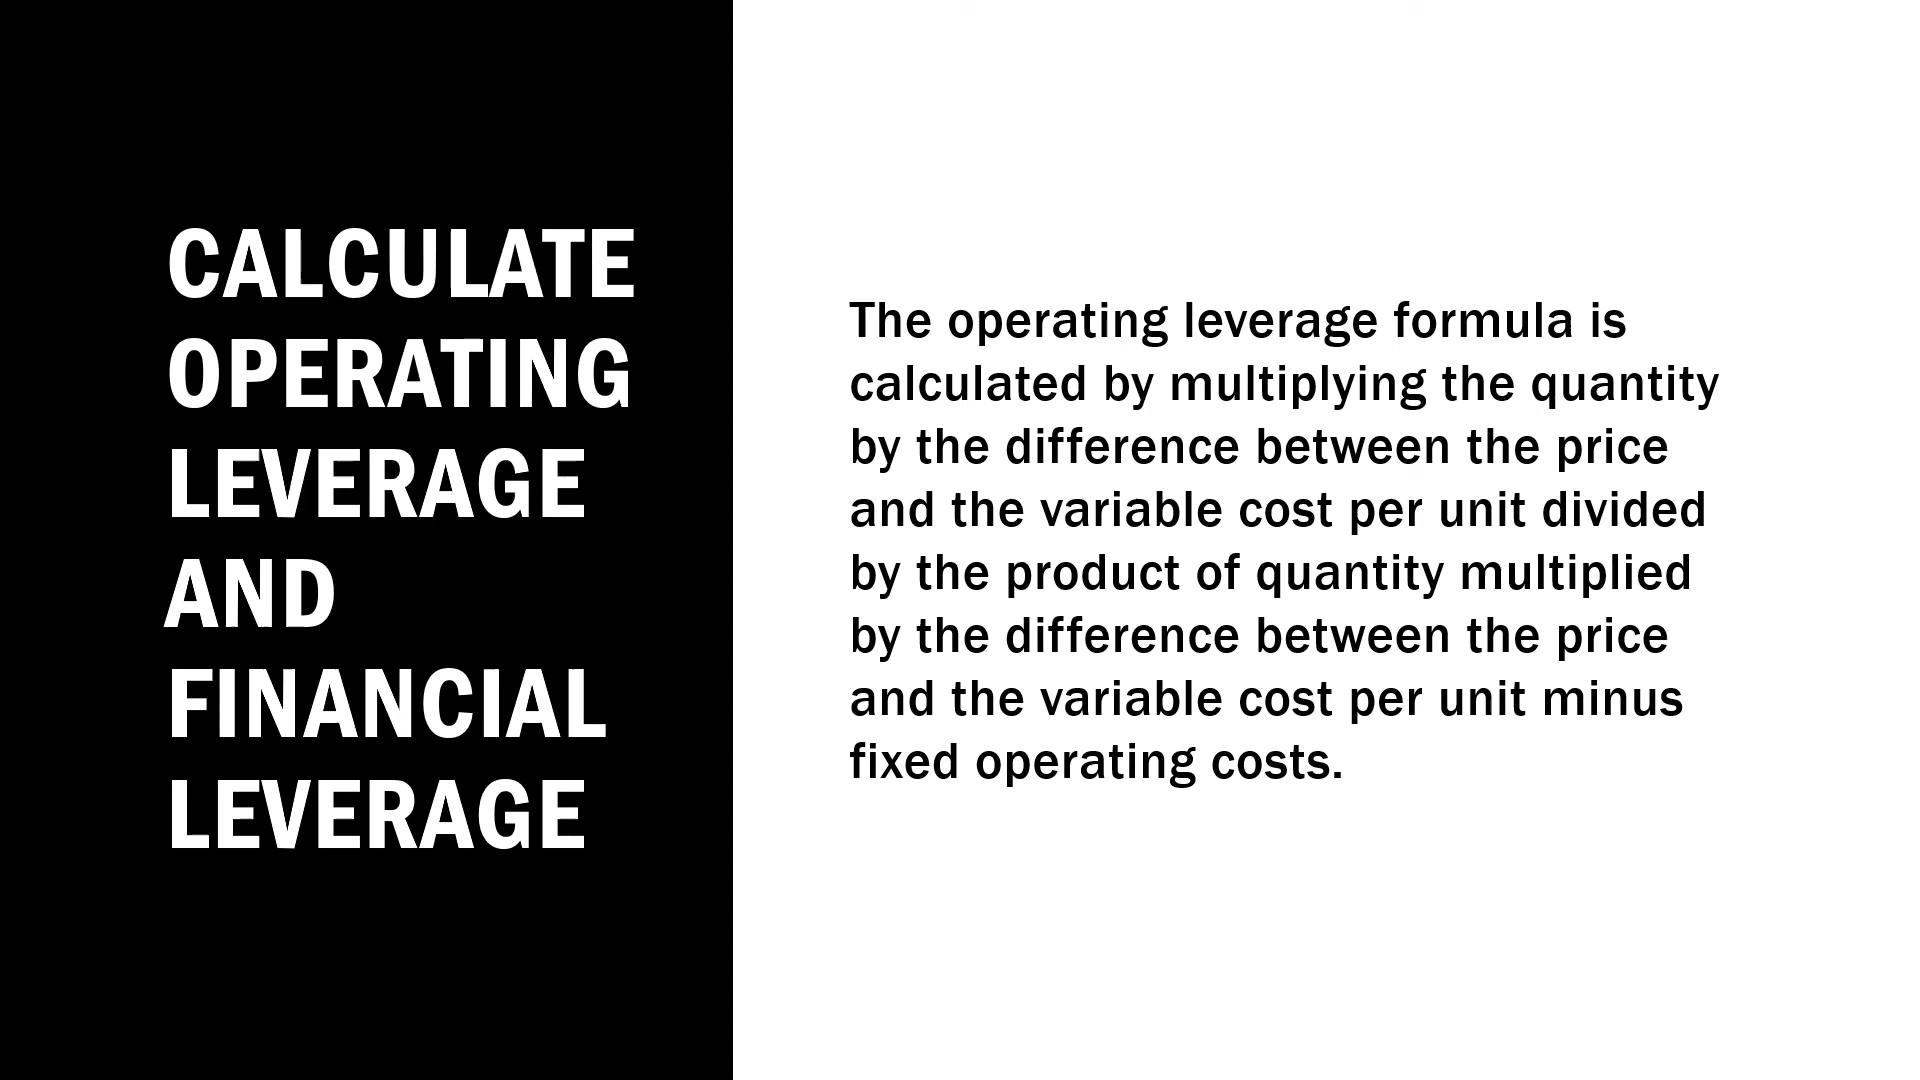 CALCULATE
OPERATING
LEVERAGE
AND
FINANCIAL
LEVERAGE
The operating leverage formula is
calculated by multiplying the quantity
by the difference between the price
and the variable cost per unit divided
by the product of quantity multiplied
by the difference between the price
and the variable cost per unit minus
fixed operating costs.